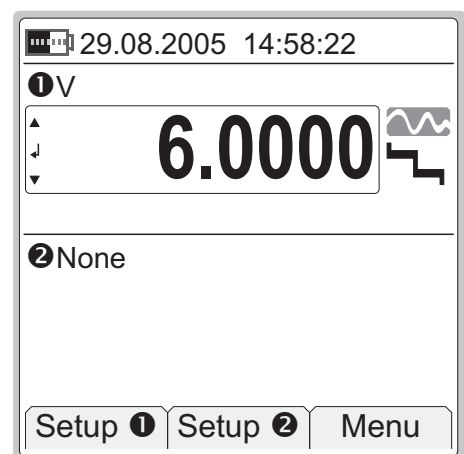 29.08.2005 14:58:22
❶V
6.0000
❷None
Setup ❶ Setup ❷ Menu